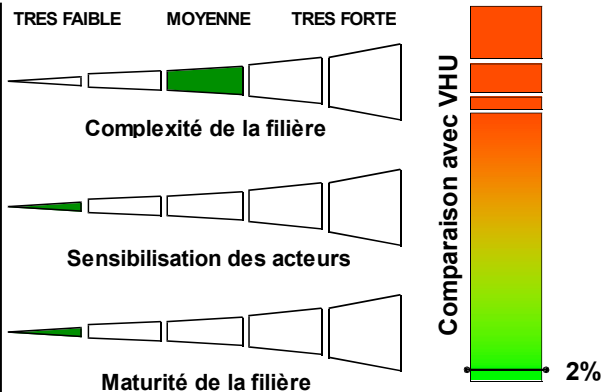 TRES FAIBLE MOYENNE TRES FORTE
Complexité de la filière
Sensibilisation des acteurs
Maturité de la filière
Comparaison avec VHU
2%